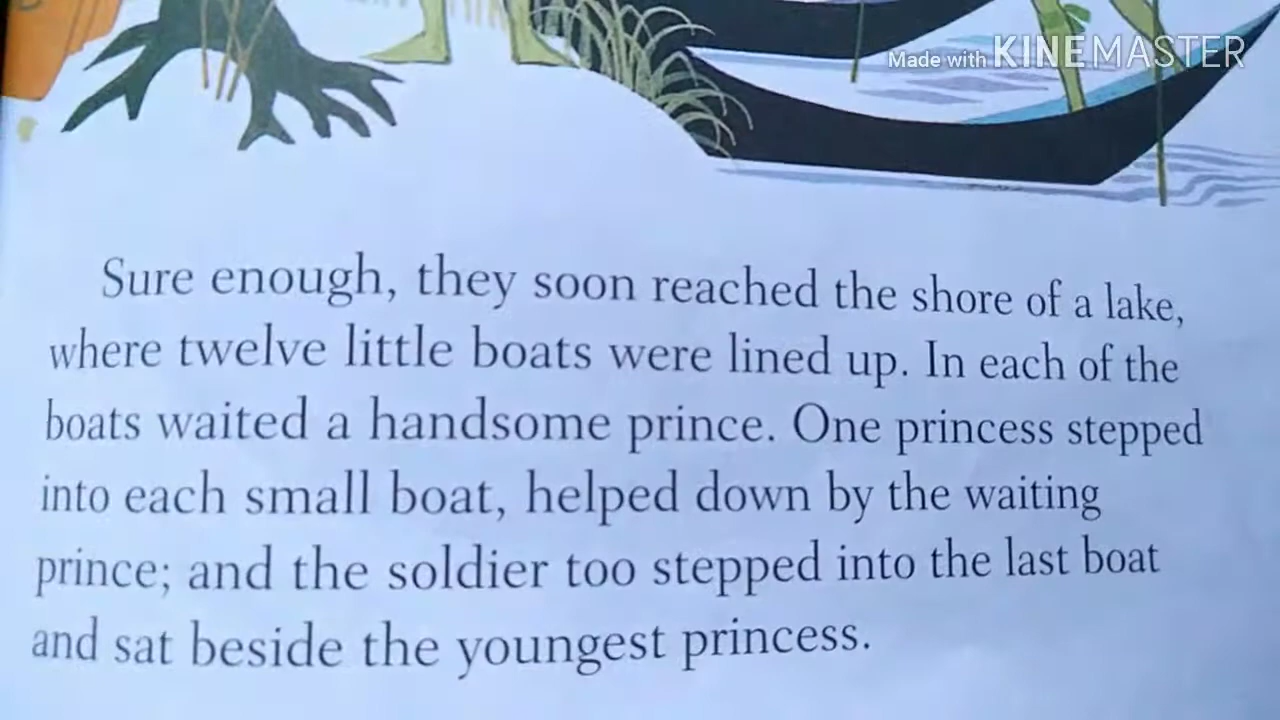 Made with KINEMASTER
Sure enough, they soon reached the shore of a lake,
where twelve little boats were lined up. In each of the
boats waited a handsome prince. One princess stepped
into each small boat, helped down by the waiting
prince; and the soldier too stepped into the last boat
and sat beside the youngest princess.